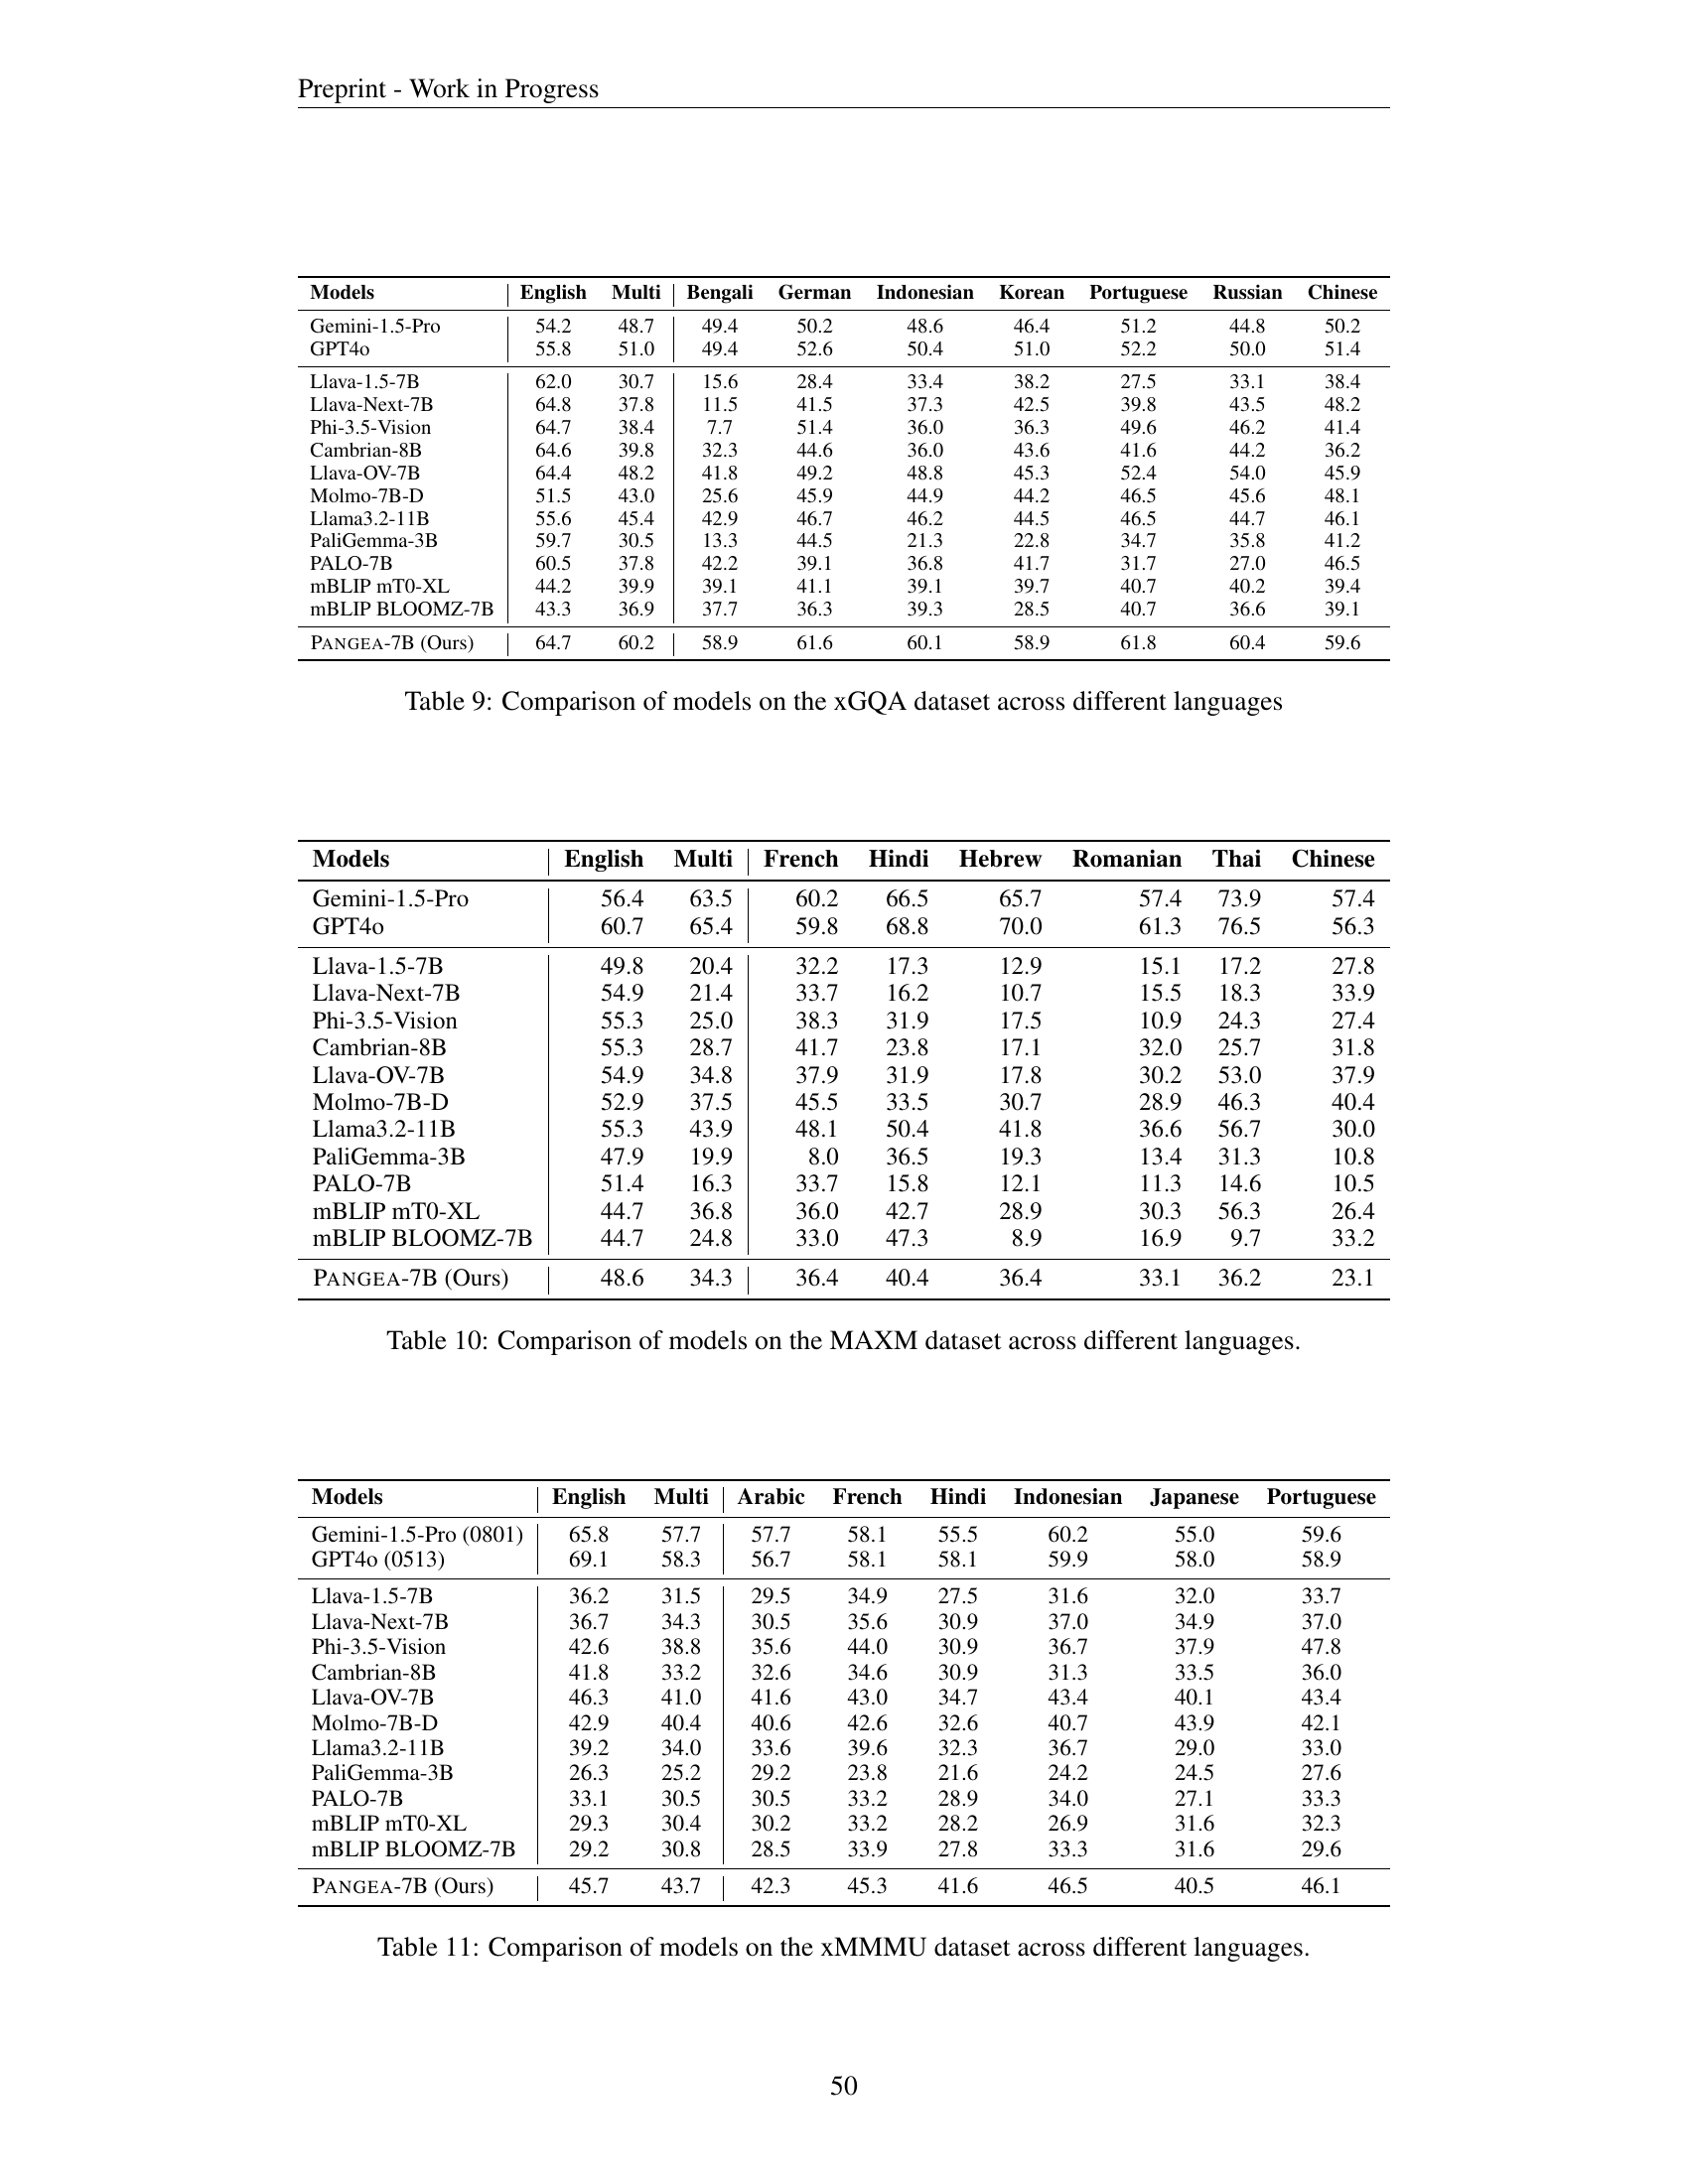 Preprint - Work in Progress
Models English Multi Bengali German Indonesian Korean Portuguese Russian Chinese
Gemini-1.5-Pro 54.2 48.7 49.4 50.2 48.6 46.4 51.2 44.8 50.2
GPT4o 55.8 51.0 49.4 52.6 50.4 51.0 52.2 50.0 51.4
Llava-1.5-7B 62.0 30.7 15.6 28.4 33.4 38.2 27.5 33.1 38.4
Llava-Next-7B 64.8 37.8 11.5 41.5 37.3 42.5 39.8 43.5 48.2
Phi-3.5-Vision 64.7 38.4 7.7 51.4 36.0 36.3 49.6 46.2 41.4
Cambrian-8B 64.6 39.8 32.3 44.6 36.0 43.6 41.6 44.2 36.2
Llava-OV-7B 64.4 48.2 41.8 49.2 48.8 45.3 52.4 54.0 45.9
Molmo-7B-D 51.5 43.0 25.6 45.9 44.9 44.2 46.5 45.6 48.1
Llama3.2-11B 55.6 45.4 42.9 46.7 46.2 44.5 46.5 44.7 46.1
PaliGemma-3B 59.7 30.5 13.3 44.5 21.3 22.8 34.7 35.8 41.2
PALO-7B 60.5 37.8 42.2 39.1 36.8 41.7 31.7 27.0 46.5
mBLIP mT0-XL 44.2 39.9 39.1 41.1 39.1 39.7 40.7 40.2 39.4
mBLIP BLOOMZ-7B 43.3 36.9 37.7 36.3 39.3 28.5 40.7 36.6 39.1
PANGEA-7B (Ours) 64.7 60.2 58.9 61.6 60.1 58.9 61.8 60.4 59.6
Table 9: Comparison of models on the xGQA dataset across different languages
Models English Multi French Hindi Hebrew Romanian Thai Chinese
Gemini-1.5-Pro 56.4 63.5 60.2 66.5 65.7 57.4 73.9 57.4
GPT4o 60.7 65.4 59.8 68.8 70.0 61.3 76.5 56.3
Llava-1.5-7B 49.8 20.4 32.2 17.3 12.9 15.1 17.2 27.8
Llava-Next-7B 54.9 21.4 33.7 16.2 10.7 15.5 18.3 33.9
Phi-3.5-Vision 55.3 25.0 38.3 31.9 17.5 10.9 24.3 27.4
Cambrian-8B 55.3 28.7 41.7 23.8 17.1 32.0 25.7 31.8
Llava-OV-7B 54.9 34.8 37.9 31.9 17.8 30.2 53.0 37.9
Molmo-7B-D 52.9 37.5 45.5 33.5 30.7 28.9 46.3 40.4
Llama3.2-11B 55.3 43.9 48.1 50.4 41.8 36.6 56.7 30.0
PaliGemma-3B 47.9 19.9 8.0 36.5 19.3 13.4 31.3 10.8
PALO-7B 51.4 16.3 33.7 15.8 12.1 11.3 14.6 10.5
mBLIP mT0-XL 44.7 36.8 36.0 42.7 28.9 30.3 56.3 26.4
mBLIP BLOOMZ-7B 44.7 24.8 33.0 47.3 8.9 16.9 9.7 33.2
PANGEA-7B (Ours) 48.6 34.3 36.4 40.4 36.4 33.1 36.2 23.1
Table 10: Comparison of models on the MAXM dataset across different languages.
Models English Multi Arabic French Hindi Indonesian Japanese Portuguese
Gemini-1.5-Pro (0801) 65.8 57.7 57.7 58.1 55.5 60.2 55.0 59.6
GPT4o (0513) 69.1 58.3 56.7 58.1 58.1 59.9 58.0 58.9
Llava-1.5-7B 36.2 31.5 29.5 34.9 27.5 31.6 32.0 33.7
Llava-Next-7B 36.7 34.3 30.5 35.6 30.9 37.0 34.9 37.0
Phi-3.5-Vision 42.6 38.8 35.6 44.0 30.9 36.7 37.9 47.8
Cambrian-8B 41.8 33.2 32.6 34.6 30.9 31.3 33.5 36.0
Llava-OV-7B 46.3 41.0 41.6 43.0 34.7 43.4 40.1 43.4
Molmo-7B-D 42.9 40.4 40.6 42.6 32.6 40.7 43.9 42.1
Llama3.2-11B 39.2 34.0 33.6 39.6 32.3 36.7 29.0 33.0
PaliGemma-3B 26.3 25.2 29.2 23.8 21.6 24.2 24.5 27.6
PALO-7B 33.1 30.5 30.5 33.2 28.9 34.0 27.1 33.3
mBLIP mT0-XL 29.3 30.4 30.2 33.2 28.2 26.9 31.6 32.3
mBLIP BLOOMZ-7B 29.2 30.8 28.5 33.9 27.8 33.3 31.6 29.6
PANGEA-7B (Ours) 45.7 43.7 42.3 45.3 41.6 46.5 40.5 46.1
Table 11: Comparison of models on the xMMMU dataset across different languages.
50